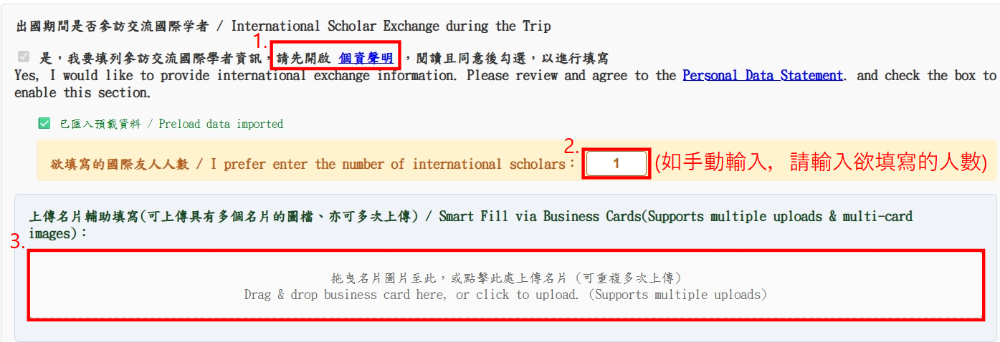 出國期間是否參訪交流國際学者 / International Scholar Exchange during the Trip
1.
是，我要填列參訪交流國際學者資訊，請先開啟 個資聲明 ，閱讀且同意後勾選，以進行填寫
Yes, I would like to provide international exchange information. Please review and agree to the Personal Data Statement. and check the box to
enable this section.
已匯入預載資料 / Preload data imported
2.
欲填寫的國際友人人數 / I prefer enter the number of international scholars： 1 (如手動輸入，請輸入欲填寫的人數)
上傳名片輔助填寫(可上傳具有多個名片的圖檔、亦可多次上傳) / Smart Fill via Business Cards(Supports multiple uploads & multi-card
images)：
3.
拖曳名片圖片至此，或點擊此處上傳名片 (可重複多次上傳)
Drag & drop business card here, or click to upload. (Supports multiple uploads)